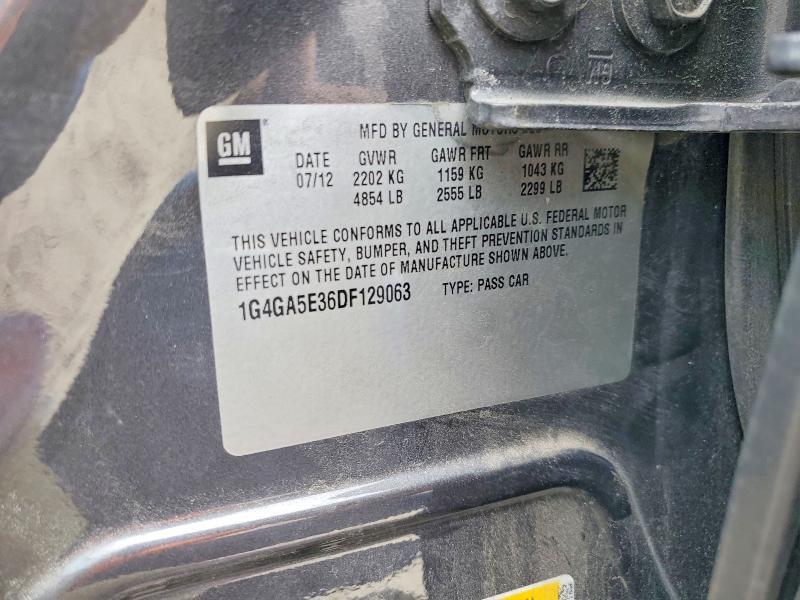 GM
MFD BY GENERAL MOTORS
DATE GVWR GAWR FRT GAWR RR
07/12 2202 KG 1159 KG 1043 KG
4854 LB 2555 LB 2299 LB
THIS VEHICLE CONFORMS TO ALL APPLICABLE U.S. FEDERAL MOTOR
VEHICLE SAFETY, BUMPER, AND THEFT PREVENTION STANDARDS IN
EFFECT ON THE DATE OF MANUFACTURE SHOWN ABOVE.
1G4GA5E36DF129063 TYPE: PASS CAR